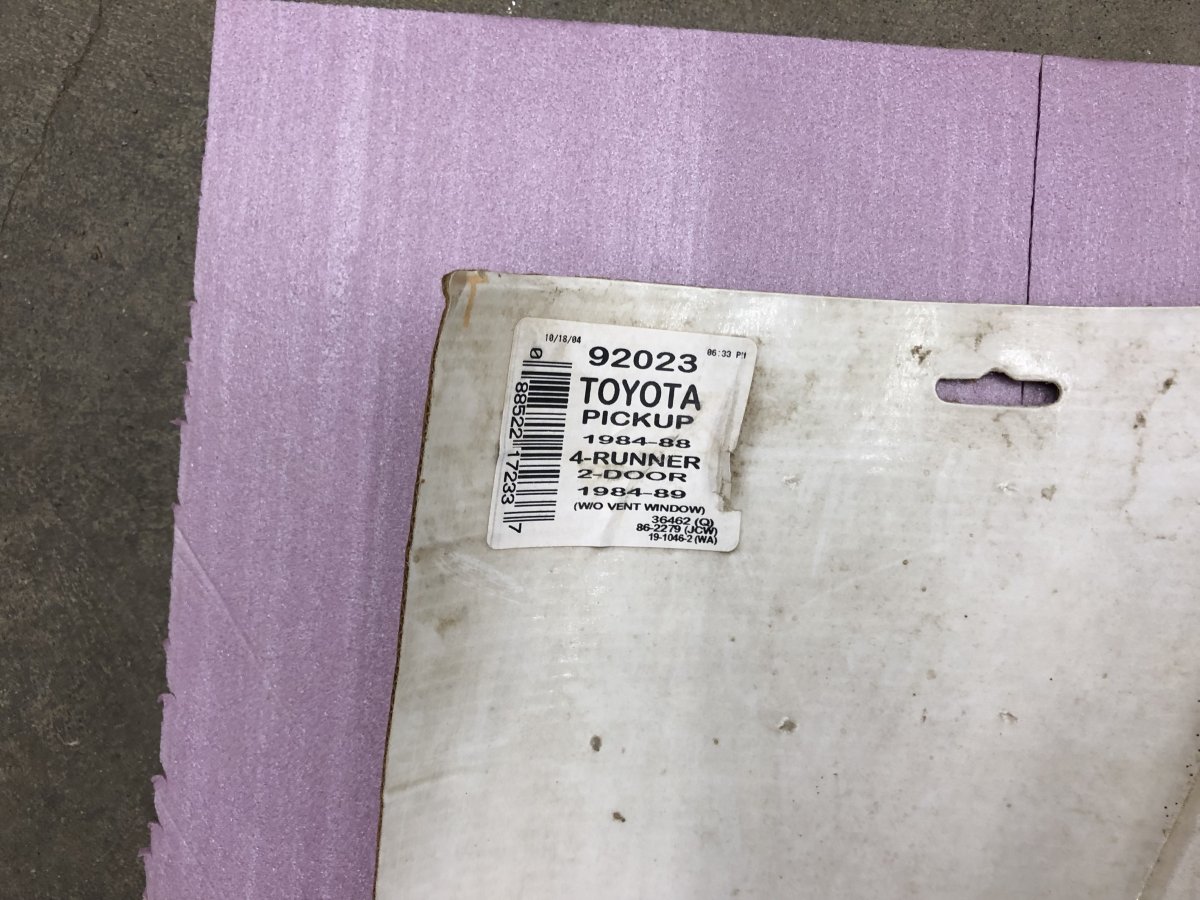 10/18/04
06:33 PM
92023
TOYOTA
PICKUP
1984-88
4-RUNNER
2-DOOR
1984-89
(W/O VENT WINDOW)
36462 (Q)
86-2279 (JCW)
19-1046-2 (WA)
0 88522 17233 7